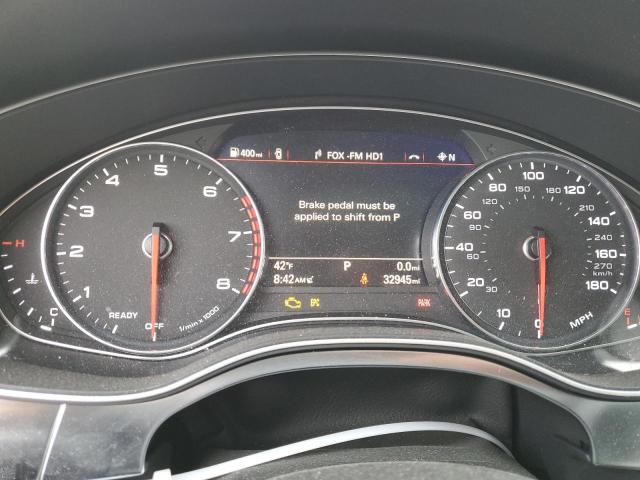 400mi FOX -FM HD1 N
Brake pedal must be
applied to shift from P
42°F P 0.0mi
8:42AM 32945mi
EPC PARK
1 2 3 4 5 6 7 8
READY OFF 1/min x 1000
H
C
10 20 40 60 80 100 120 140 160 180
30 60 90 120 150 180 210 240 270
km/h
0
MPH
E